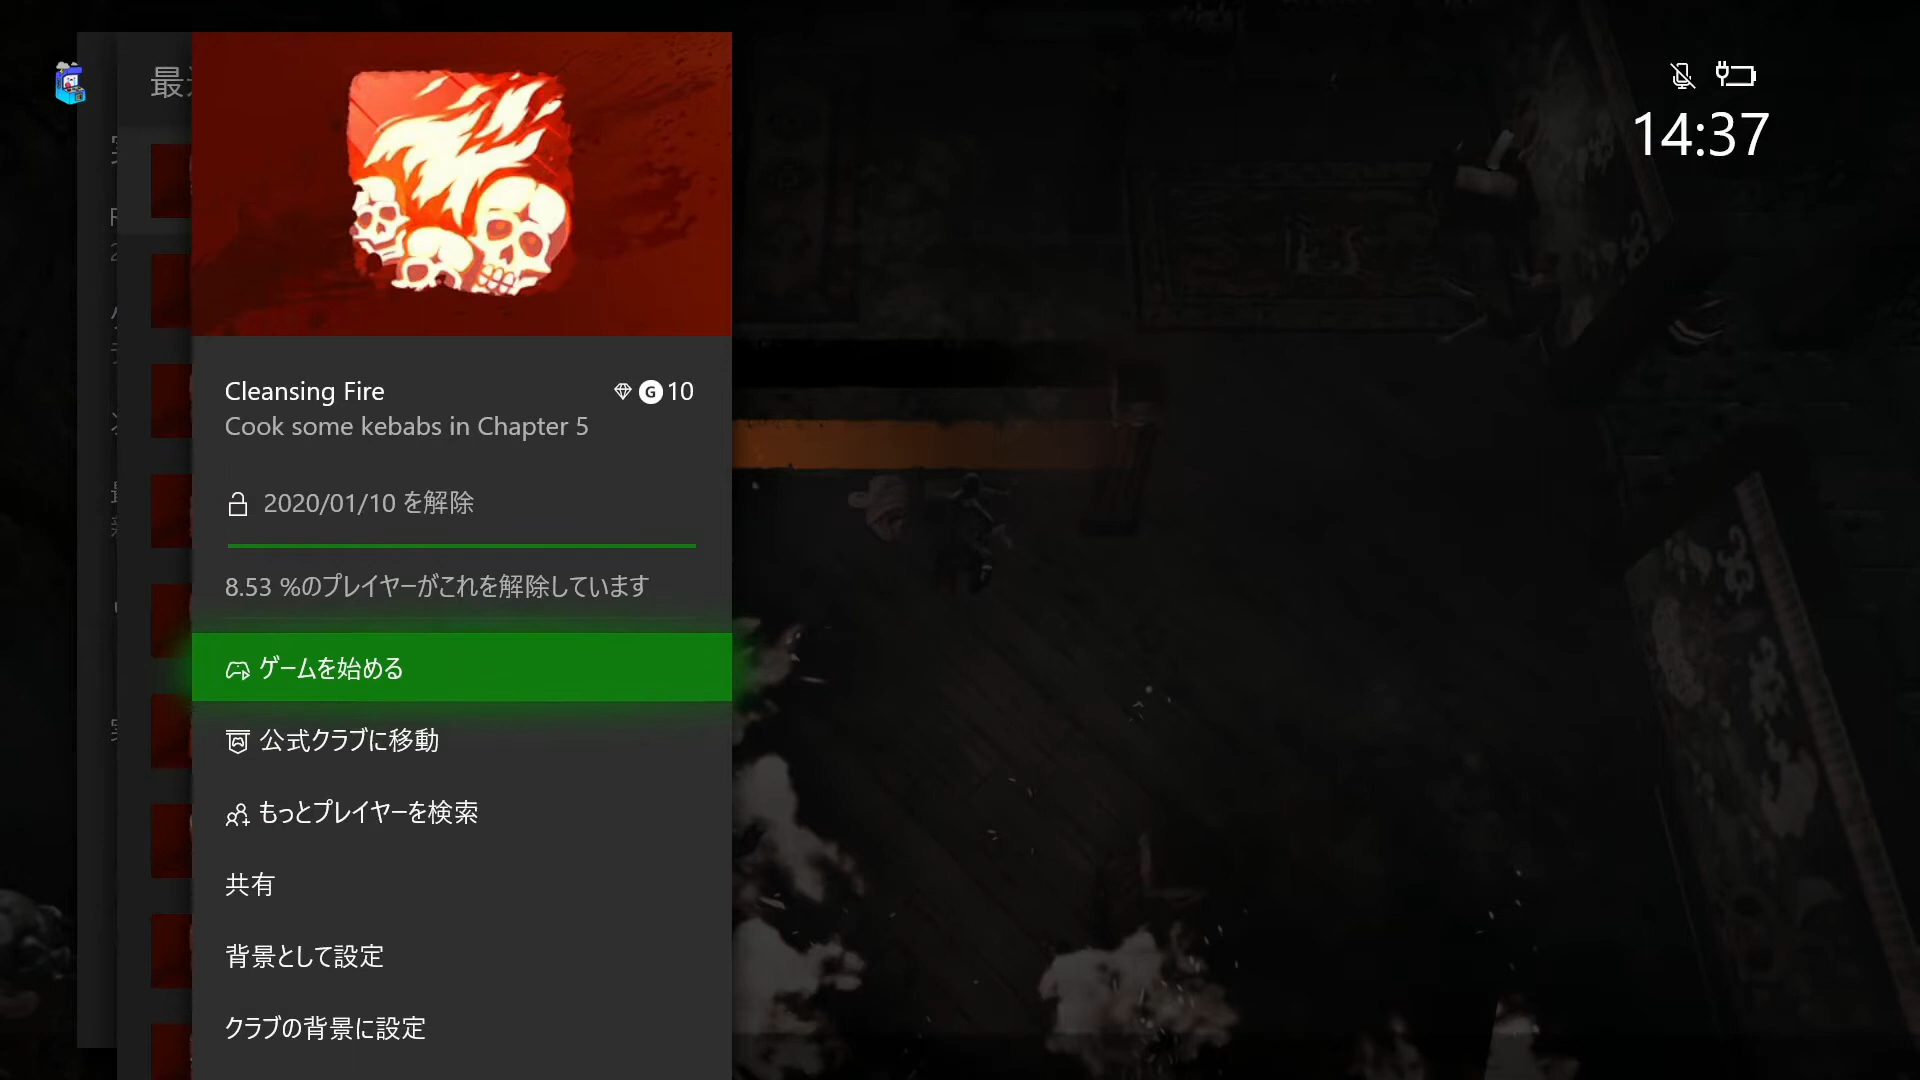 14:37
Cleansing Fire
G 10
Cook some kebabs in Chapter 5
2020/01/10 を解除
8.53 %のプレイヤーがこれを解除しています
ゲームを始める
公式クラブに移動
もっとプレイヤーを検索
共有
背景として設定
クラブの背景に設定